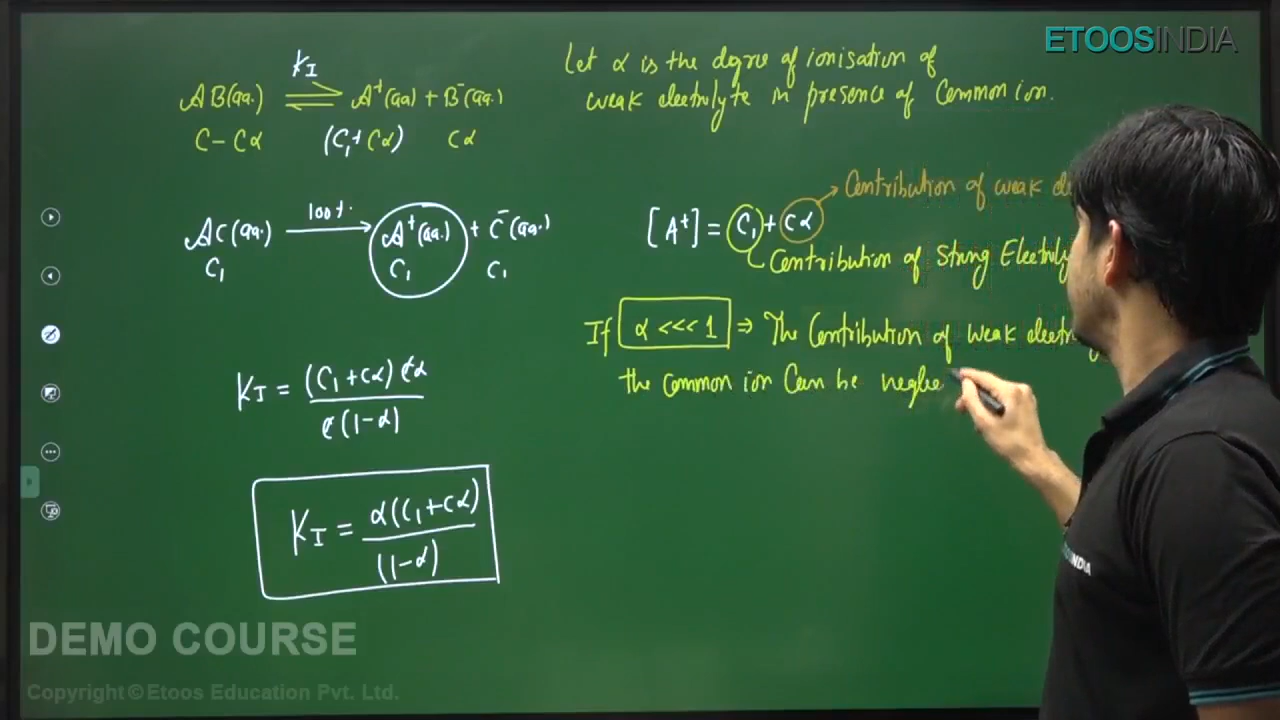 ETOOSINDIA
K_I
AB(aq.) ⇌ A⁺(aq) + B⁻(aq.)
C-Cα (C₁+Cα) Cα
AC(aq.) 100%. → A⁺(aq.) + C⁻(aq.)
C₁ C₁ C₁
K_I = (C₁+Cα) Cα / C(1-α)
K_I = α(C₁+Cα) / (1-α)
Let α is the degree of ionisation of
weak electrolyte in presence of Common ion.
→ Contribution of weak
[A⁺] = C₁ + Cα
Contribution of Strong
If α <<< 1 ⇒ The Contribution of weak
the common ion Can be
INDIA
DEMO COURSE
Copyright © Etoos Education Pvt. Ltd.